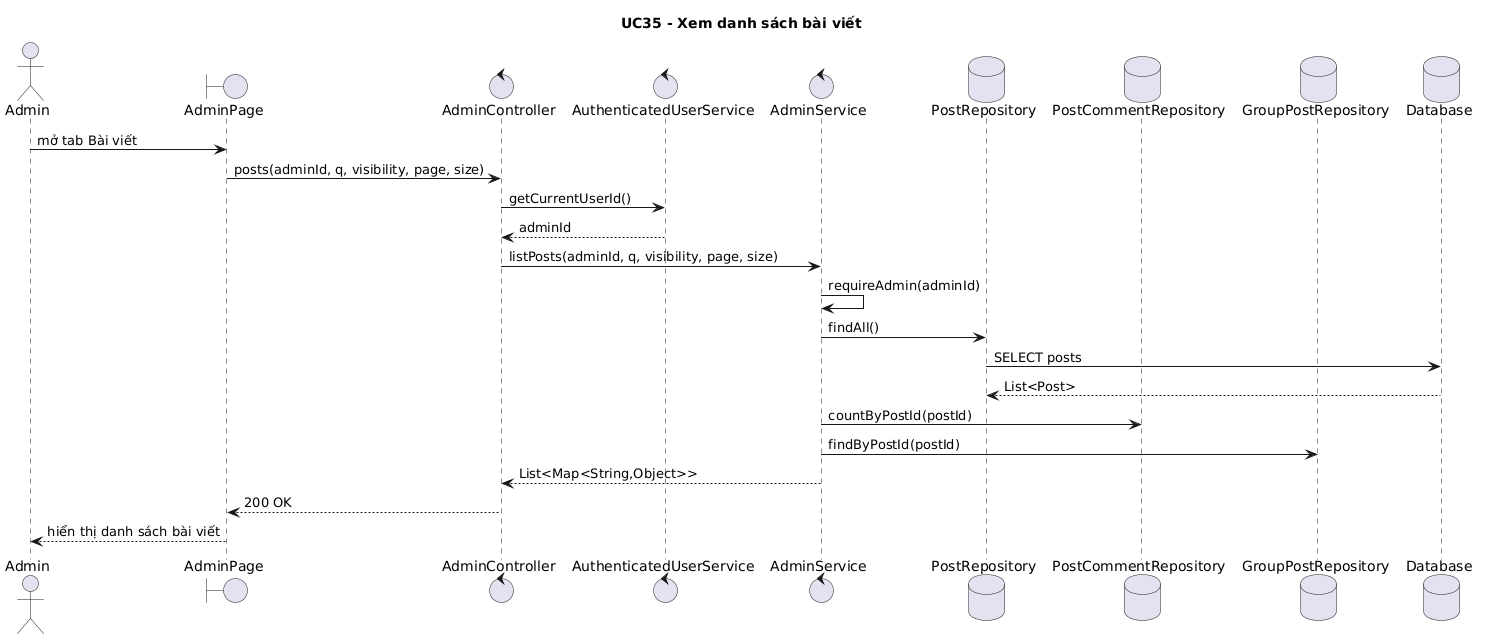 UC35 - Xem danh sách bài viết
Admin
AdminPage
AdminController
AuthenticatedUserService
AdminService
PostRepository
PostCommentRepository
GroupPostRepository
Database
mở tab Bài viết
posts(adminId, q, visibility, page, size)
getCurrentUserId()
adminId
listPosts(adminId, q, visibility, page, size)
requireAdmin(adminId)
findAll()
SELECT posts
List<Post>
countByPostId(postId)
findByPostId(postId)
List<Map<String,Object>>
200 OK
hiển thị danh sách bài viết
Admin
AdminPage
AdminController
AuthenticatedUserService
AdminService
PostRepository
PostCommentRepository
GroupPostRepository
Database